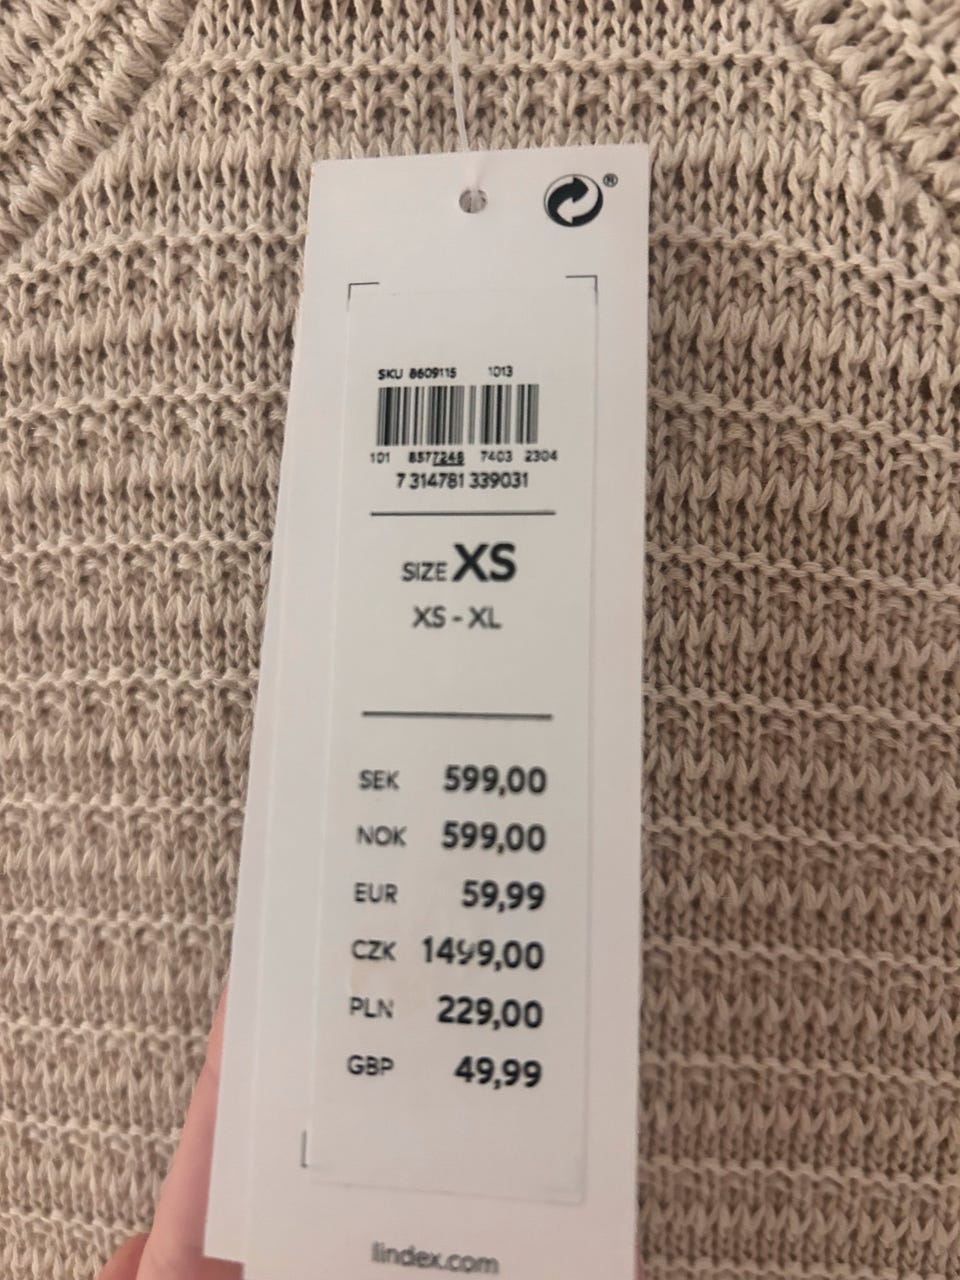 ®
SKU 8609115 1013
101 8577248 7403 2304
7 314781 339031
SIZE XS
XS - XL
SEK 599,00
NOK 599,00
EUR 59,99
CZK 1499,00
PLN 229,00
GBP 49,99
lindex.com